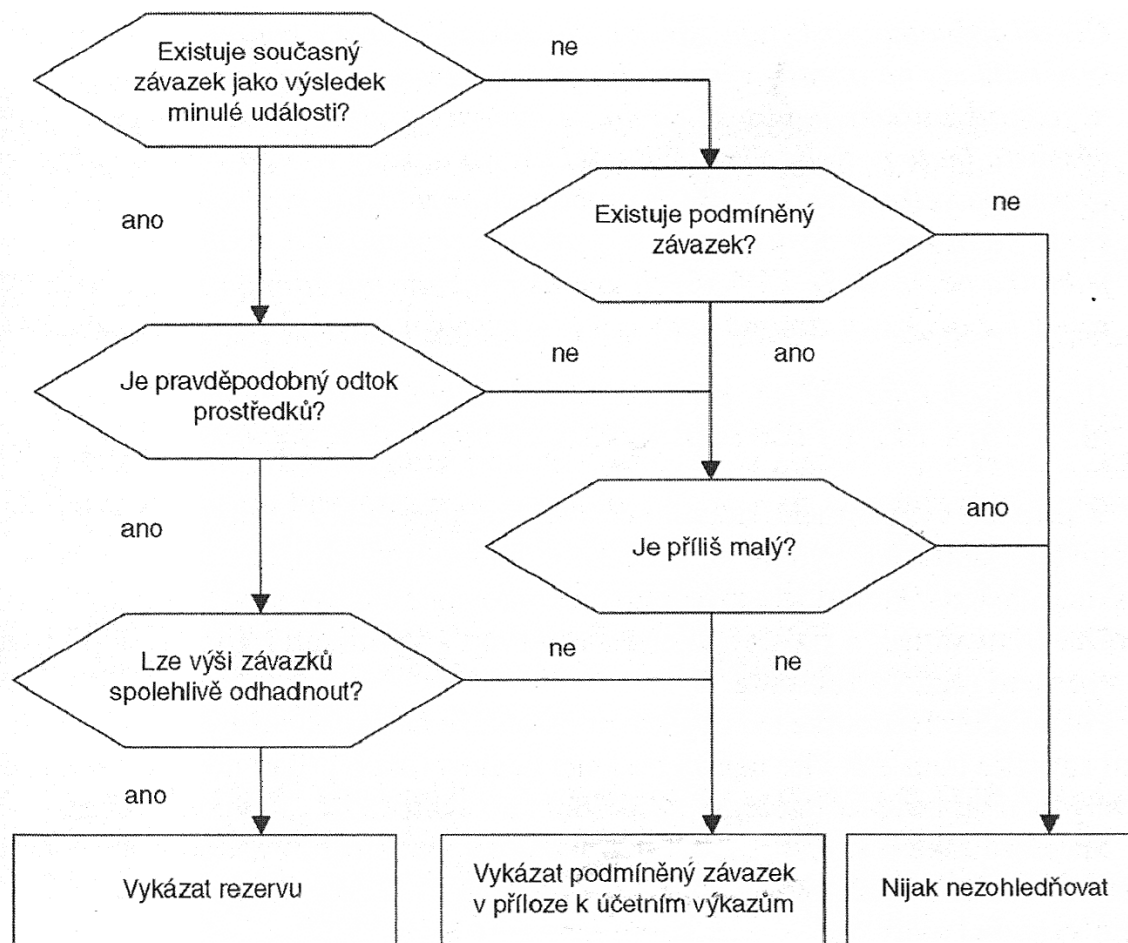 Existuje současný
závazek jako výsledek
minulé události?
ne
ano
Existuje podmíněný
závazek?
ne
Je pravděpodobný odtok
prostředků?
ne
ano
ano
Je příliš malý?
ano
Lze výši závazků
spolehlivě odhadnout?
ne
ne
ano
Vykázat rezervu
Vykázat podmíněný závazek
v příloze k účetním výkazům
Nijak nezohledňovat